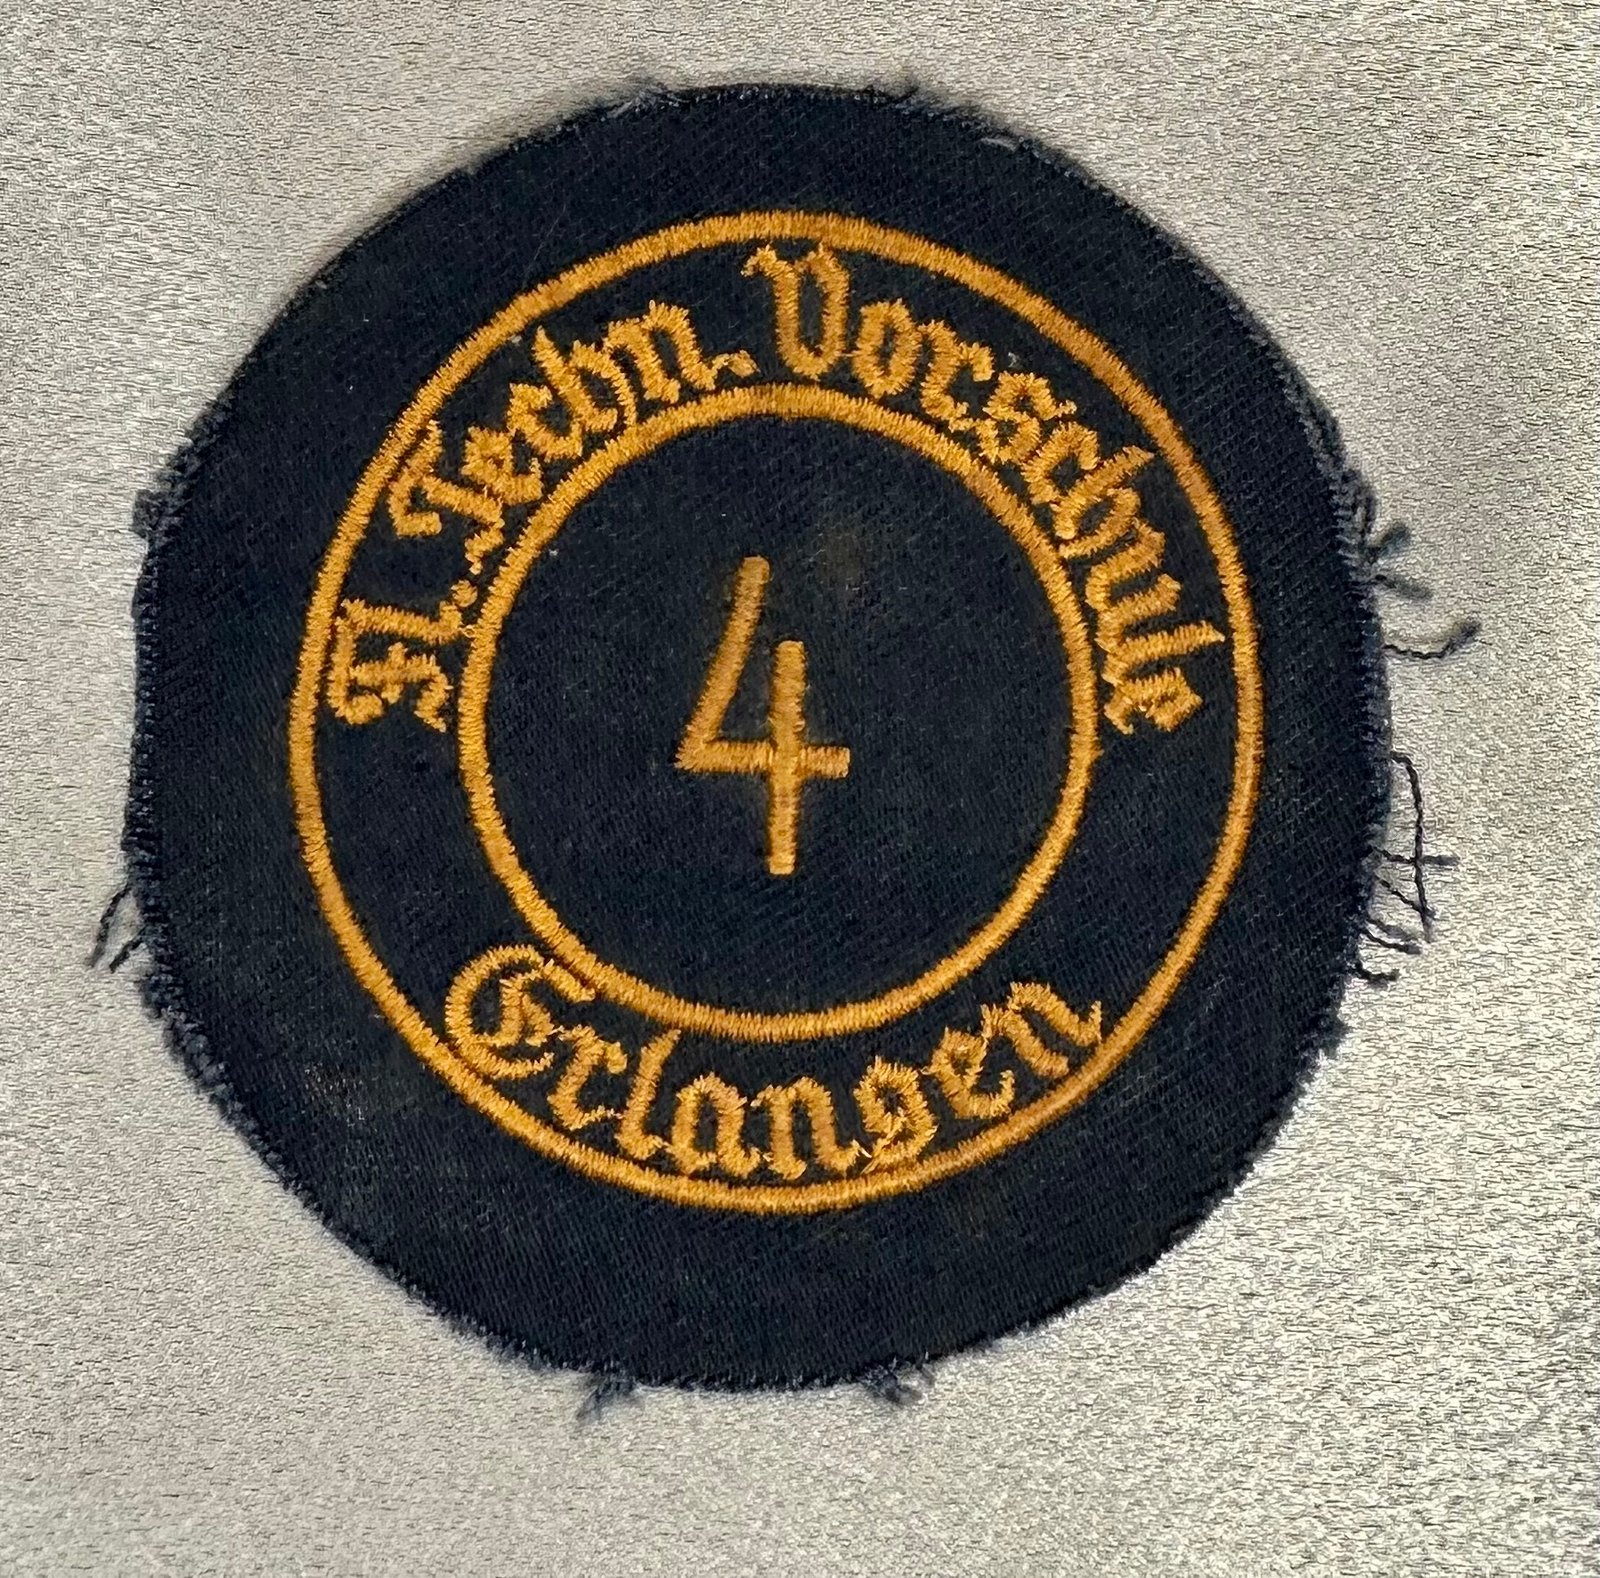 Fl. Techn. Vorschule
4
Erlangen